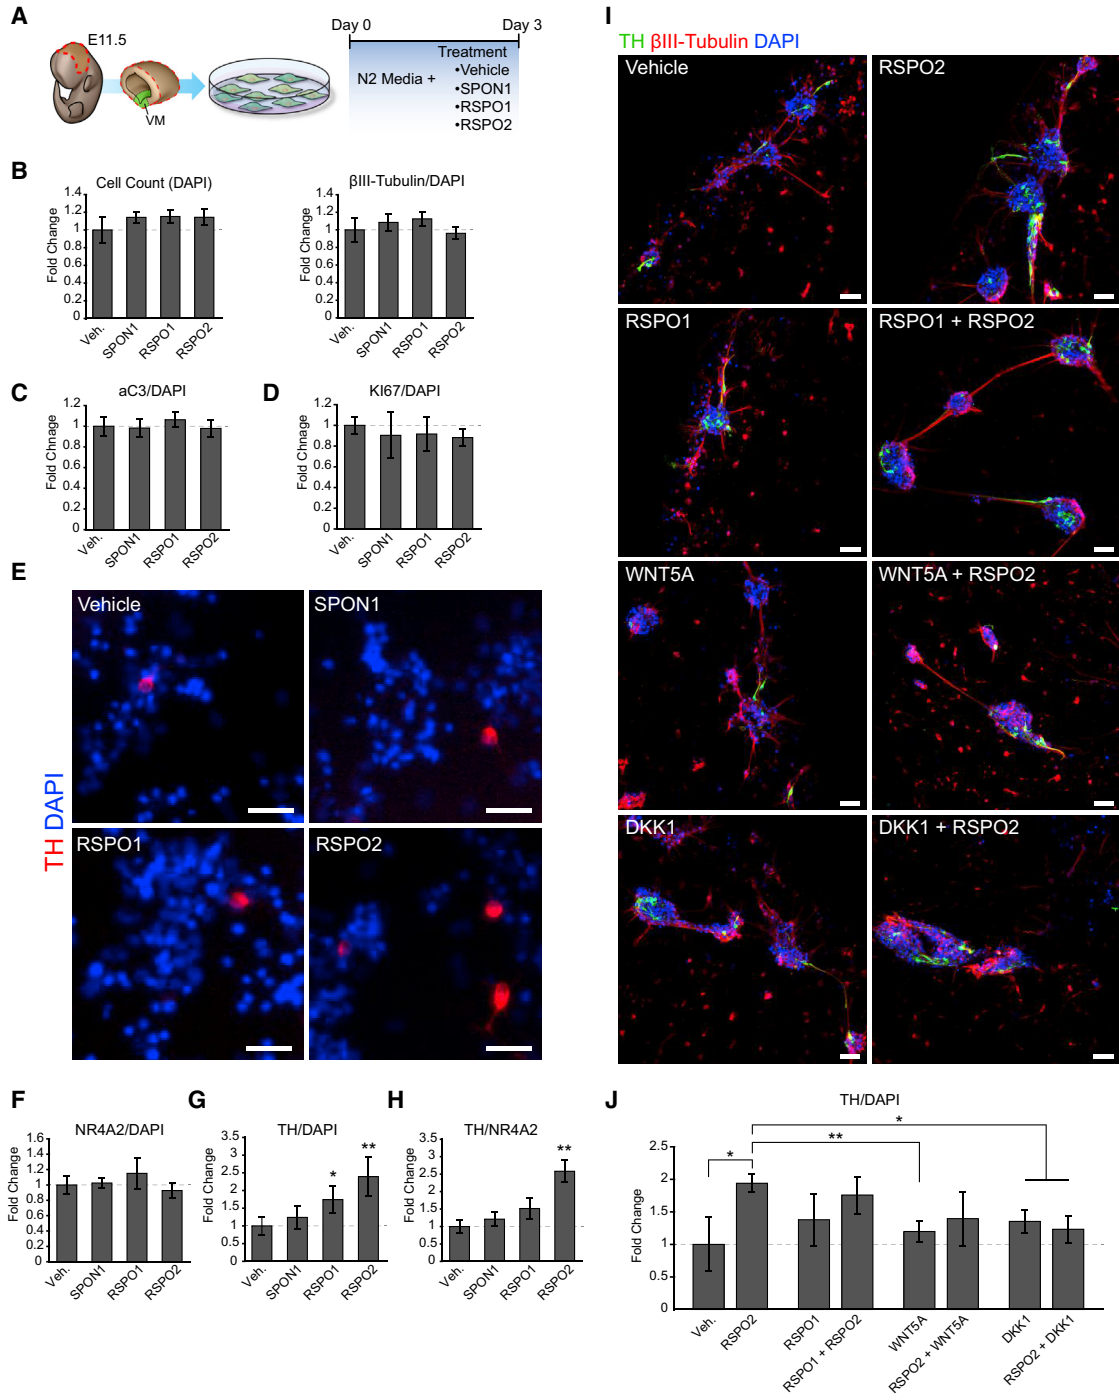 A
E11.5
VM
Day 0
Day 3
N2 Media +
Treatment
•Vehicle
•SPON1
•RSPO1
•RSPO2
B
Cell Count (DAPI)
Fold Change
1.4
1.2
1
0.8
0.6
0.4
0.2
0
Veh.
SPON1
RSPO1
RSPO2
βIII-Tubulin/DAPI
Fold Change
1.4
1.2
1
0.8
0.6
0.4
0.2
0
Veh.
SPON1
RSPO1
RSPO2
C
aC3/DAPI
Fold Chnage
1.2
1
0.8
0.6
0.4
0.2
0
Veh.
SPON1
RSPO1
RSPO2
D
KI67/DAPI
Fold Chnage
1.2
1
0.8
0.6
0.4
0.2
0
Veh.
SPON1
RSPO1
RSPO2
E
TH DAPI
Vehicle
SPON1
RSPO1
RSPO2
F
NR4A2/DAPI
Fold Change
1.6
1.4
1.2
1
0.8
0.6
0.4
0.2
0
Veh.
SPON1
RSPO1
RSPO2
G
TH/DAPI
Fold Change
3.5
3
2.5
2
1.5
1
0.5
0
*
**
Veh.
SPON1
RSPO1
RSPO2
H
TH/NR4A2
Fold Change
3.5
3
2.5
2
1.5
1
0.5
0
**
Veh.
SPON1
RSPO1
RSPO2
I
TH βIII-Tubulin DAPI
Vehicle
RSPO2
RSPO1
RSPO1 + RSPO2
WNT5A
WNT5A + RSPO2
DKK1
DKK1 + RSPO2
J
TH/DAPI
Fold Change
2.5
2
1.5
1
0.5
0
*
**
*
Veh.
RSPO2
RSPO1
RSPO1 + RSPO2
WNT5A
RSPO2 + WNT5A
DKK1
RSPO2 + DKK1